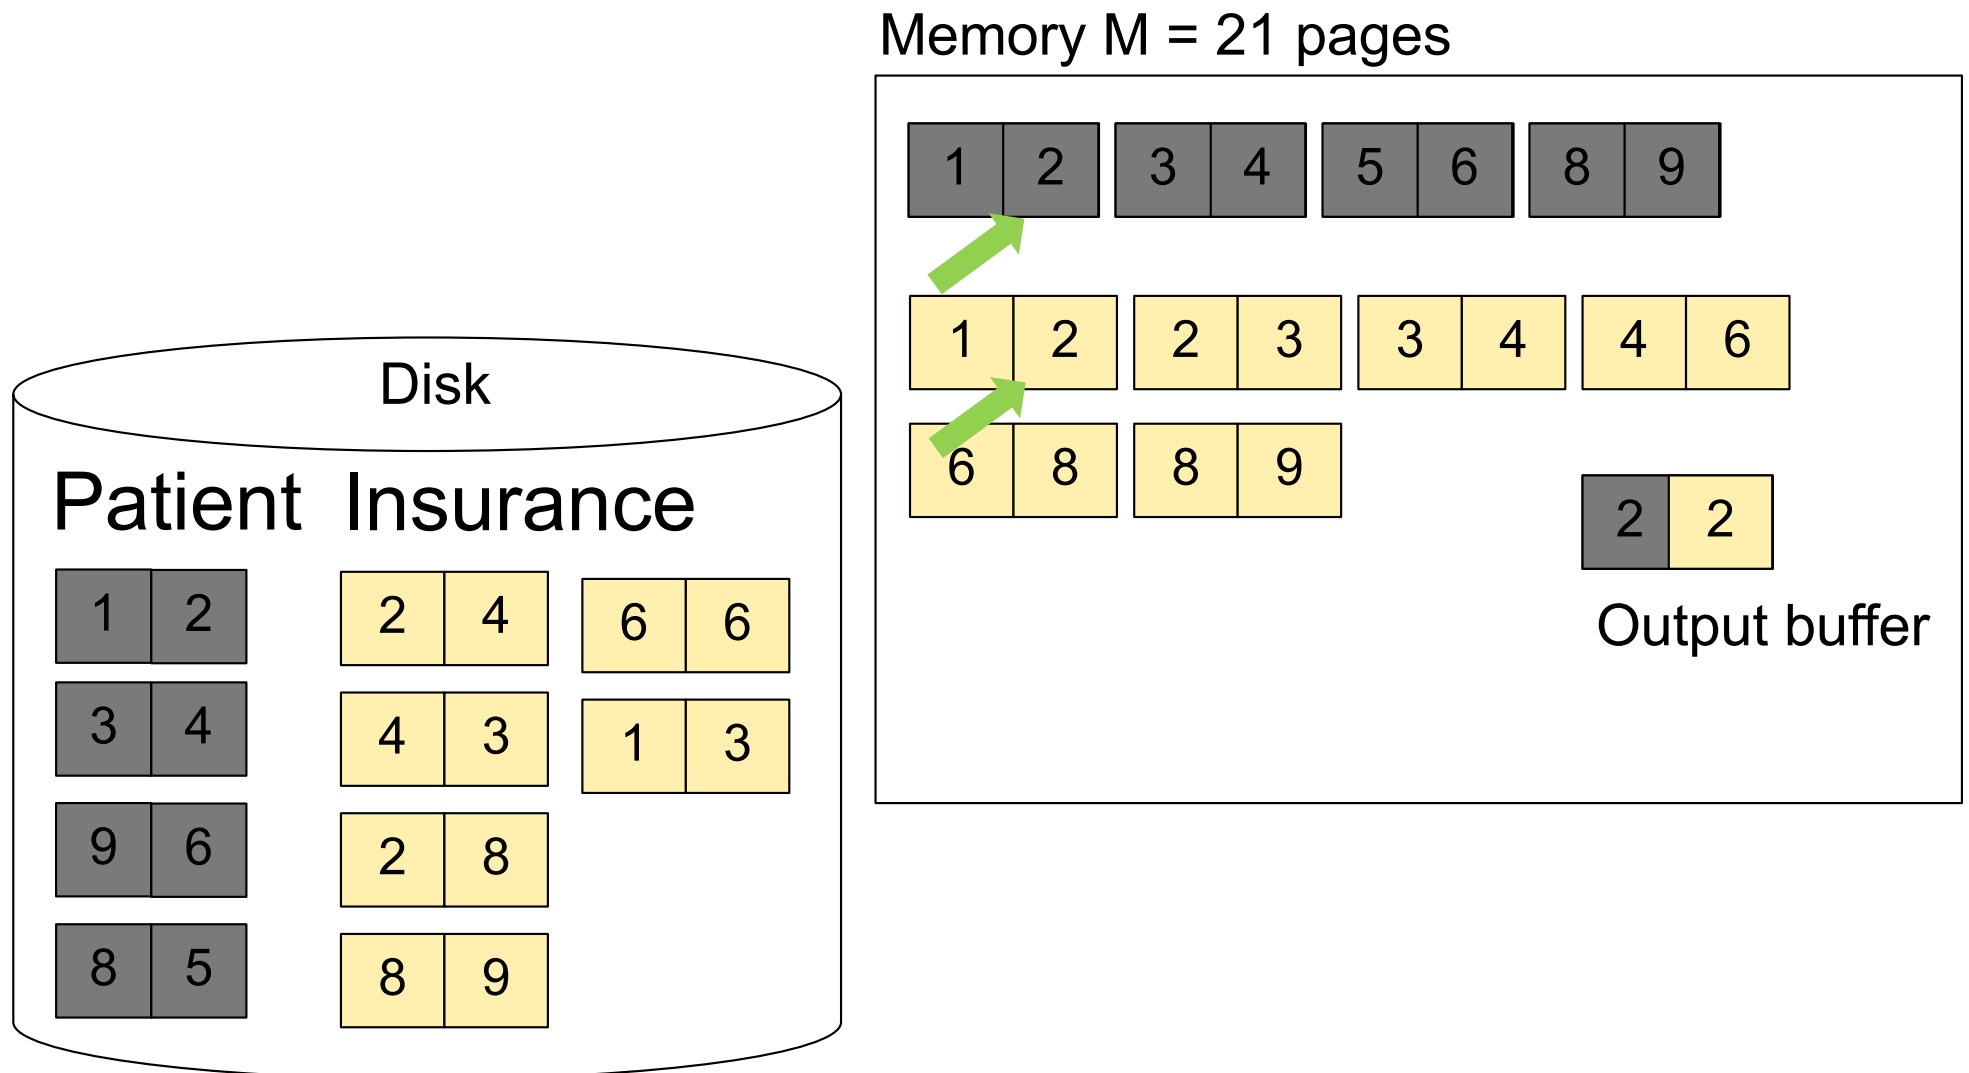 Memory M = 21 pages
1 2 3 4 5 6 8 9
1 2 2 3 3 4 4 6
6 8 8 9
2 2
Output buffer
Disk
Patient Insurance
1 2 2 4 6 6
3 4 4 3 1 3
9 6 2 8
8 5 8 9